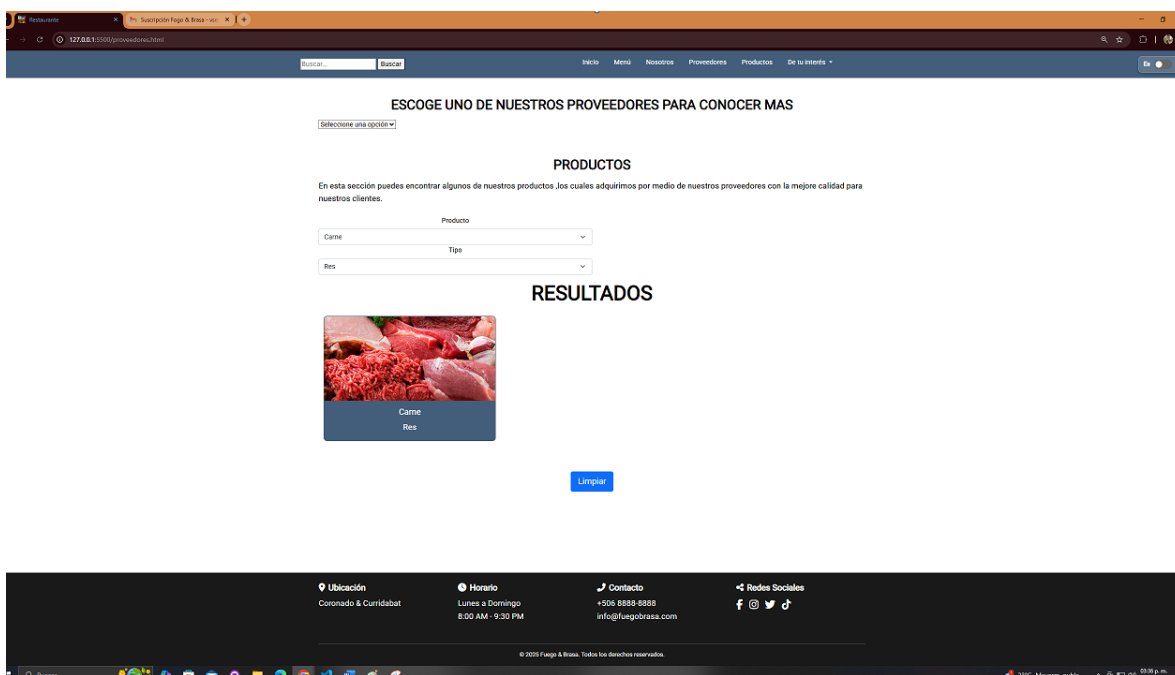 Restaurante
Suscripción Fogo & Brasa - vec
127.0.0.1:5500/proveedores.html
Buscar... Buscar Inicio Menú Nosotros Proveedores Productos De tu interés Es
ESCOGE UNO DE NUESTROS PROVEEDORES PARA CONOCER MAS
Seleccione una opción
PRODUCTOS
En esta sección puedes encontrar algunos de nuestros productos ,los cuales adquirimos por medio de nuestros proveedores con la mejore calidad para
nuestros clientes.
Producto
Carne
Tipo
Res
RESULTADOS
Carne
Res
Limpiar
Ubicación Horario Contacto Redes Sociales
Coronado & Curridabat Lunes a Domingo +506 8888-8888
8:00 AM - 9:30 PM info@fuegobrasa.com
© 2025 Fuego & Brasa. Todos los derechos reservados.